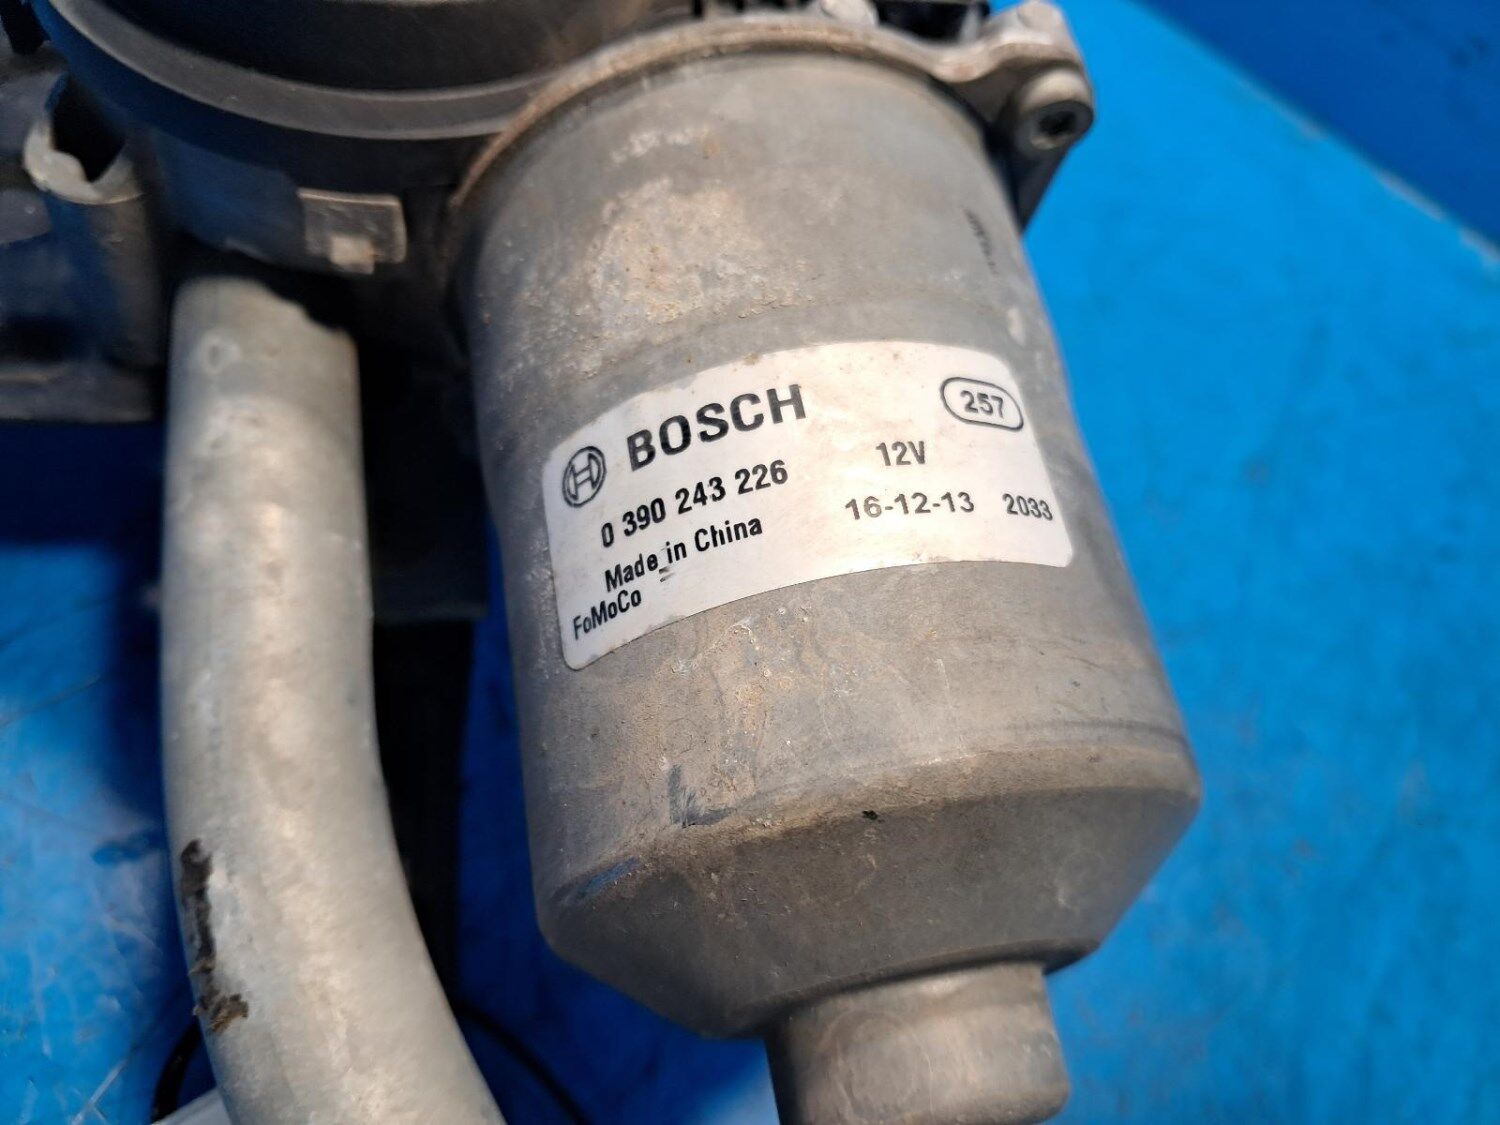 BOSCH
257
0 390 243 226
12V
Made in China
16-12-13 2033
FoMoCo